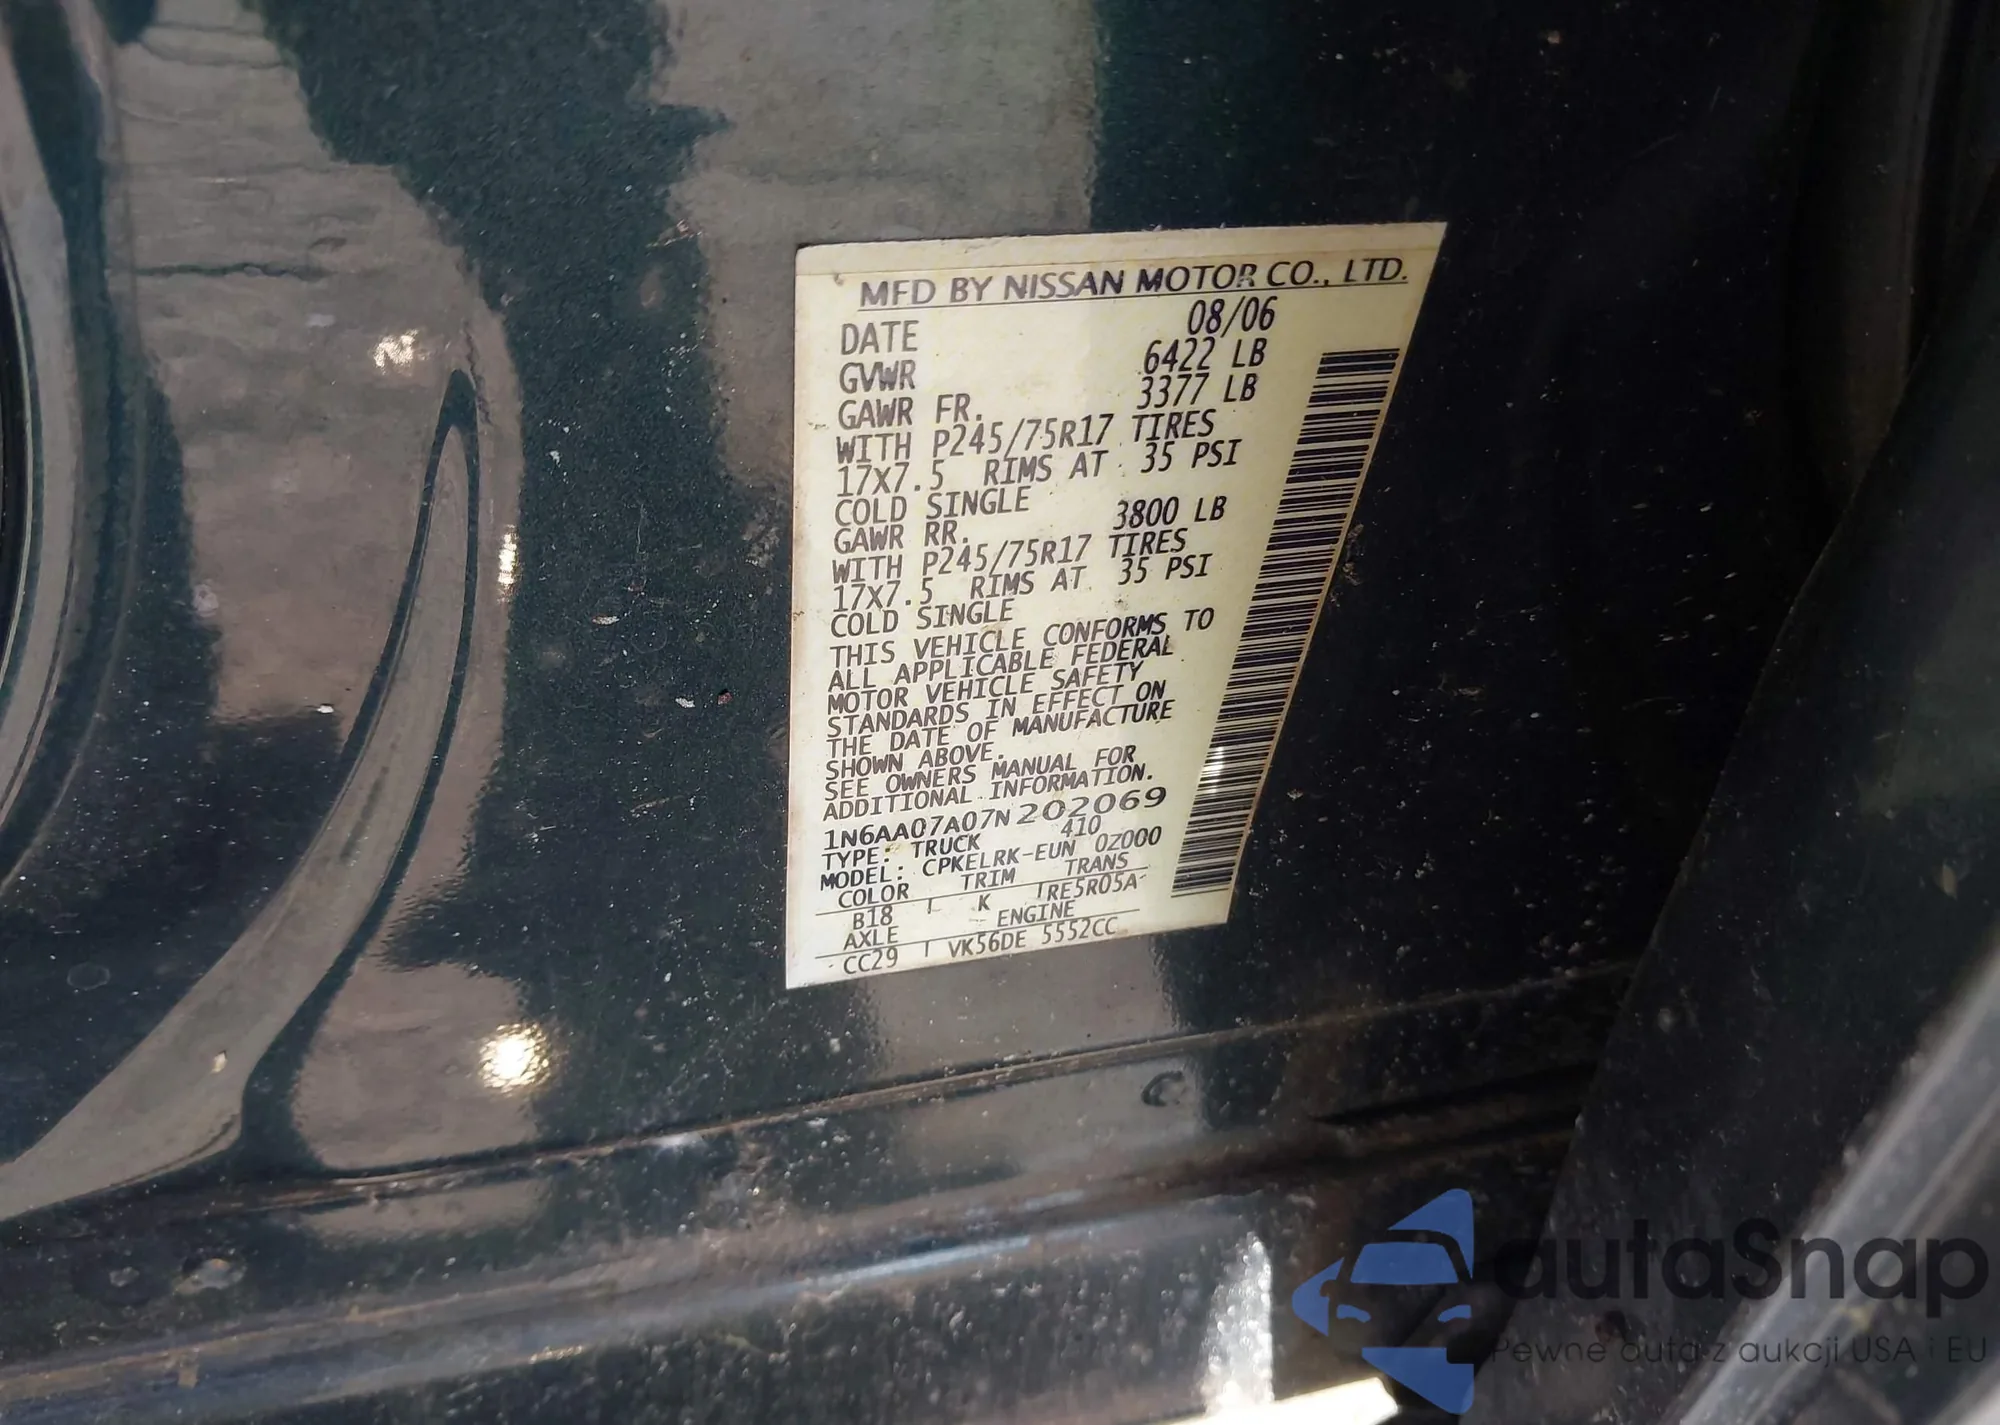 MFD BY NISSAN MOTOR CO., LTD.
DATE 08/06
GVWR 6422 LB
GAWR FR. 3377 LB
WITH P245/75R17 TIRES
17X7.5 RIMS AT 35 PSI
COLD SINGLE
GAWR RR. 3800 LB
WITH P245/75R17 TIRES
17X7.5 RIMS AT 35 PSI
COLD SINGLE
THIS VEHICLE CONFORMS TO
ALL APPLICABLE FEDERAL
MOTOR VEHICLE SAFETY
STANDARDS IN EFFECT ON
THE DATE OF MANUFACTURE
SHOWN ABOVE.
SEE OWNERS MANUAL FOR
ADDITIONAL INFORMATION.
1N6AA07A07N202069
TYPE: TRUCK 410
MODEL: CPKELRK-EUN 0Z000
COLOR TRIM TRANS
B18 K RE5R05A
AXLE ENGINE
CC29 VK56DE 5552CC
autaSnap
Pewne auta z aukcji USA i EU